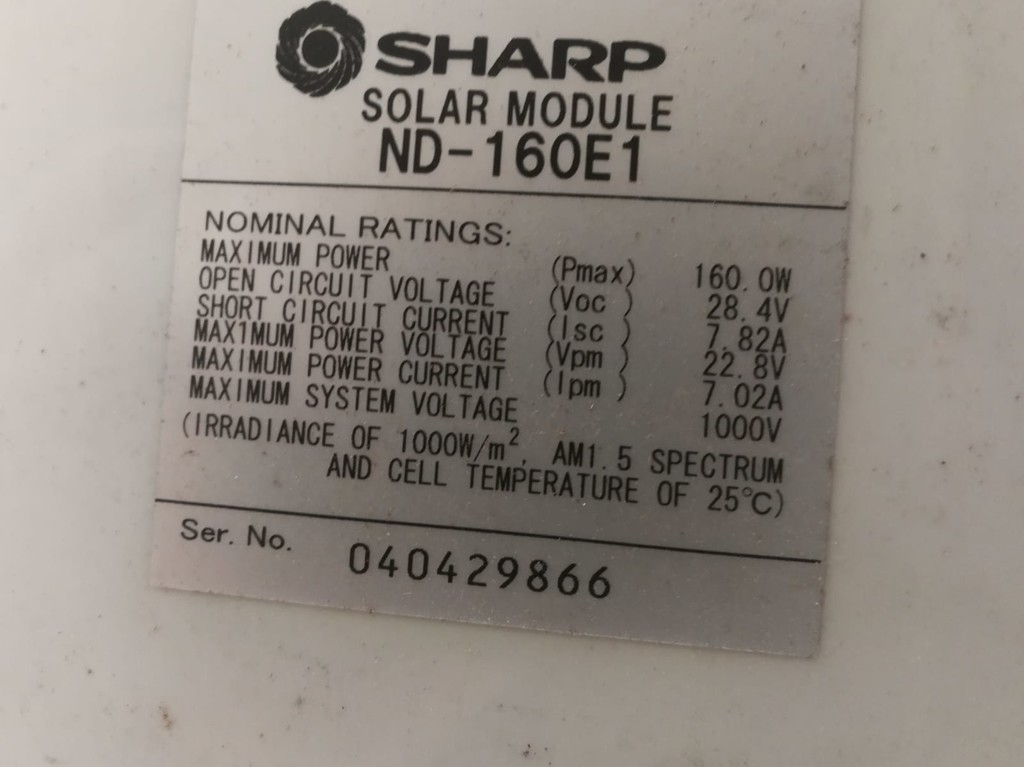 SHARP
SOLAR MODULE
ND-160E1
NOMINAL RATINGS:
MAXIMUM POWER (Pmax) 160.0W
OPEN CIRCUIT VOLTAGE (Voc ) 28.4V
SHORT CIRCUIT CURRENT (Isc ) 7.82A
MAXIMUM POWER VOLTAGE (Vpm ) 22.8V
MAXIMUM POWER CURRENT (Ipm ) 7.02A
MAXIMUM SYSTEM VOLTAGE 1000V
(IRRADIANCE OF 1000W/m², AM1.5 SPECTRUM
AND CELL TEMPERATURE OF 25℃)
Ser. No. 040429866